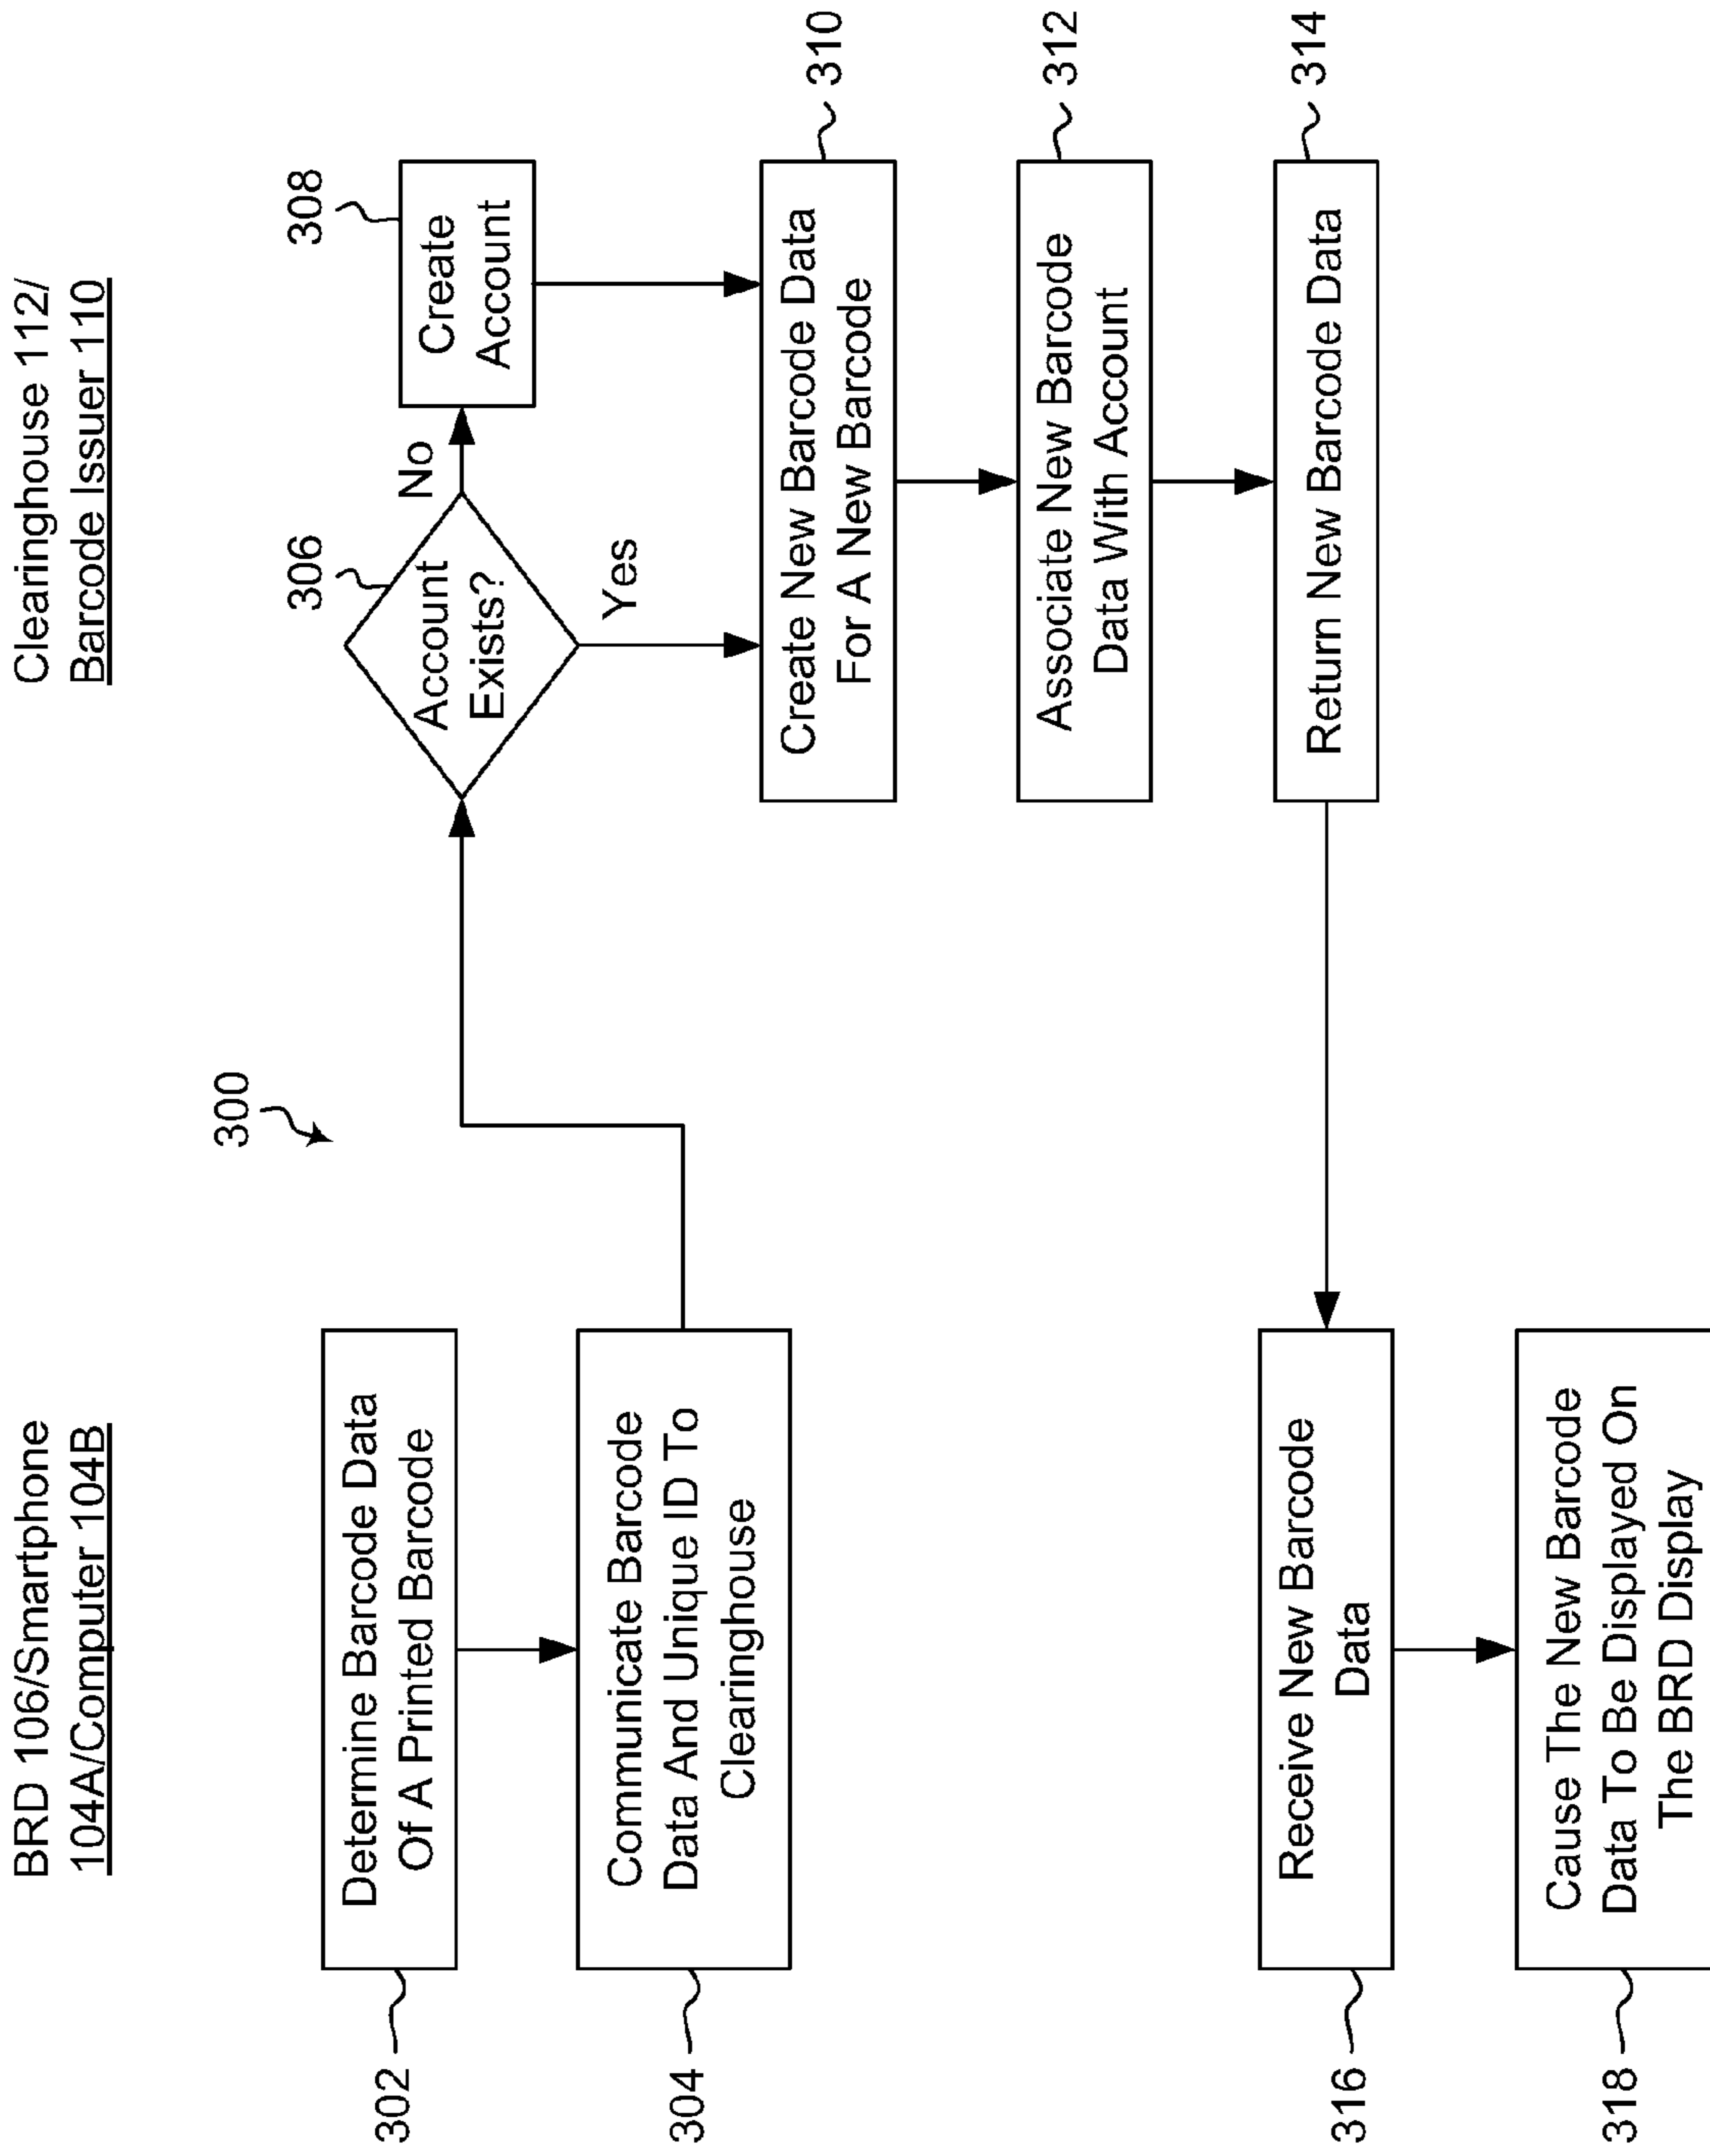 BRD 106/Smartphone
104A/Computer 104B
Clearinghouse 112/
Barcode Issuer 110
300
302
Determine Barcode Data
Of A Printed Barcode
304
Communicate Barcode
Data And Unique ID To
Clearinghouse
306
Account
Exists?
No
Yes
308
Create
Account
310
Create New Barcode Data
For A New Barcode
312
Associate New Barcode
Data With Account
314
Return New Barcode Data
316
Receive New Barcode
Data
318
Cause The New Barcode
Data To Be Displayed On
The BRD Display